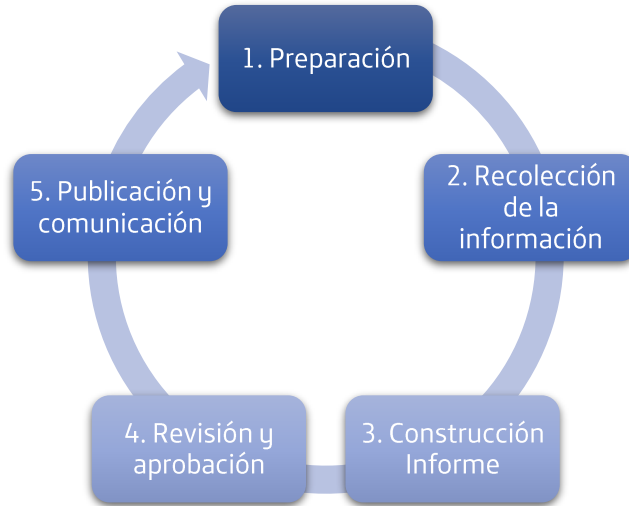 1. Preparación
2. Recolección
de la
información
3. Construcción
Informe
4. Revisión y
aprobación
5. Publicación y
comunicación